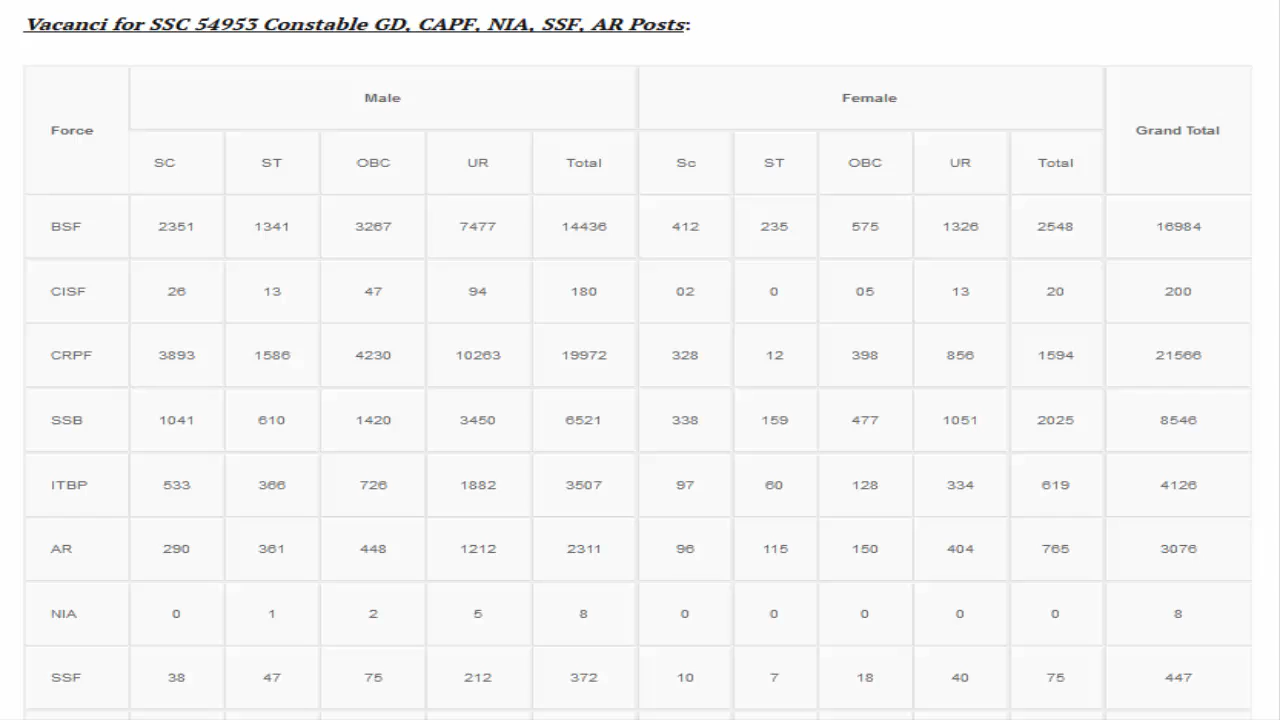 Vacanci for SSC 54953 Constable GD, CAPF, NIA, SSF, AR Posts:
Force Male Female Grand Total
SC ST OBC UR Total Sc ST OBC UR Total
BSF 2351 1341 3267 7477 14436 412 235 575 1326 2548 16984
CISF 26 13 47 94 180 02 0 05 13 20 200
CRPF 3893 1586 4230 10263 19972 328 12 398 856 1594 21566
SSB 1041 610 1420 3450 6521 338 159 477 1051 2025 8546
ITBP 533 366 726 1882 3507 97 60 128 334 619 4126
AR 290 361 448 1212 2311 96 115 150 404 765 3076
NIA 0 1 2 5 8 0 0 0 0 0 8
SSF 38 47 75 212 372 10 7 18 40 75 447